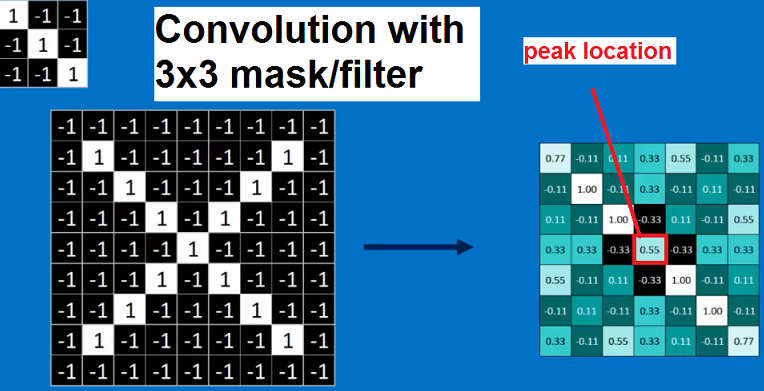 1 -1 -1
-1 1 -1
-1 -1 1
Convolution with
3x3 mask/filter
peak location
-1 -1 -1 -1 -1 -1 -1 -1 -1
-1 1 -1 -1 -1 -1 -1 1 -1
-1 -1 1 -1 -1 -1 1 -1 -1
-1 -1 -1 1 -1 1 -1 -1 -1
-1 -1 -1 -1 1 -1 -1 -1 -1
-1 -1 -1 1 -1 1 -1 -1 -1
-1 -1 1 -1 -1 -1 1 -1 -1
-1 1 -1 -1 -1 -1 -1 1 -1
-1 -1 -1 -1 -1 -1 -1 -1 -1
0.77 -0.11 0.11 0.33 0.55 -0.11 0.33
-0.11 1.00 -0.11 0.33 -0.11 0.11 -0.11
0.11 -0.11 1.00 -0.33 0.11 -0.11 0.55
0.33 0.33 -0.33 0.55 -0.33 0.33 0.33
0.55 -0.11 0.11 -0.33 1.00 -0.11 0.11
-0.11 0.11 -0.11 0.33 -0.11 1.00 -0.11
0.33 -0.11 0.55 0.33 0.11 -0.11 0.77